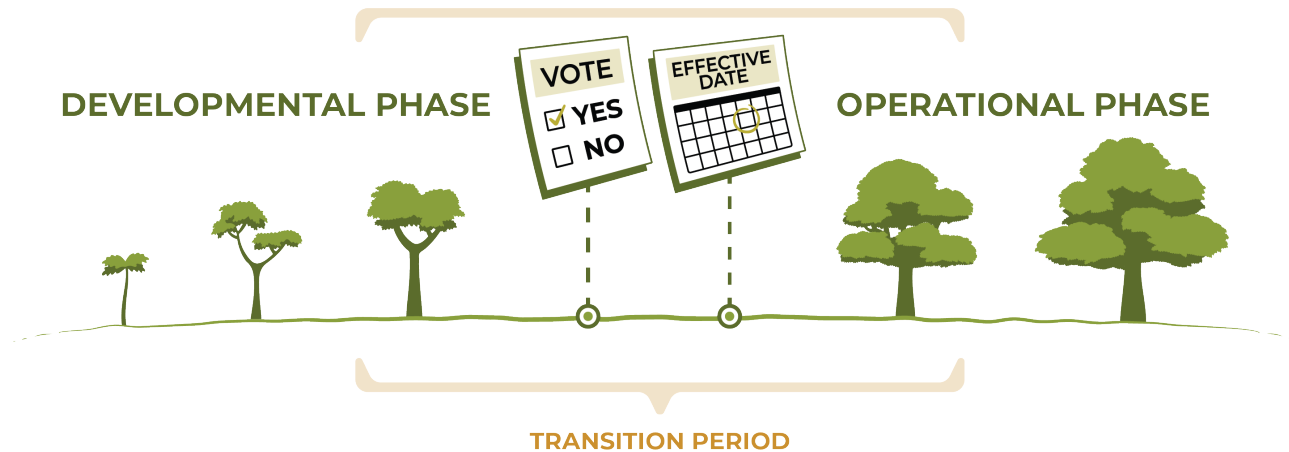 DEVELOPMENTAL PHASE
VOTE
YES
NO
EFFECTIVE
DATE
OPERATIONAL PHASE
TRANSITION PERIOD